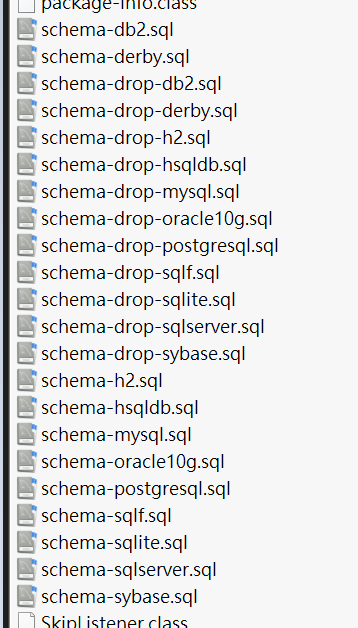 package-info.class
schema-db2.sql
schema-derby.sql
schema-drop-db2.sql
schema-drop-derby.sql
schema-drop-h2.sql
schema-drop-hsqldb.sql
schema-drop-mysql.sql
schema-drop-oracle10g.sql
schema-drop-postgresql.sql
schema-drop-sqlf.sql
schema-drop-sqlite.sql
schema-drop-sqlserver.sql
schema-drop-sybase.sql
schema-h2.sql
schema-hsqldb.sql
schema-mysql.sql
schema-oracle10g.sql
schema-postgresql.sql
schema-sqlf.sql
schema-sqlite.sql
schema-sqlserver.sql
schema-sybase.sql
SkipListener.class